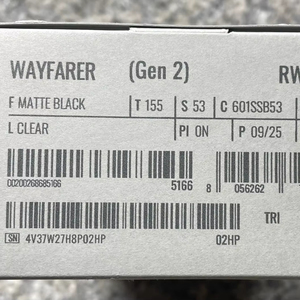 WAYFARER (Gen 2) RW
F MATTE BLACK T 155 S 53 C 601SSB53
L CLEAR PI ON P 09/25
00200268685166 5166 8 056262
TRI
SN 4V37W27H8P02HP 02HP